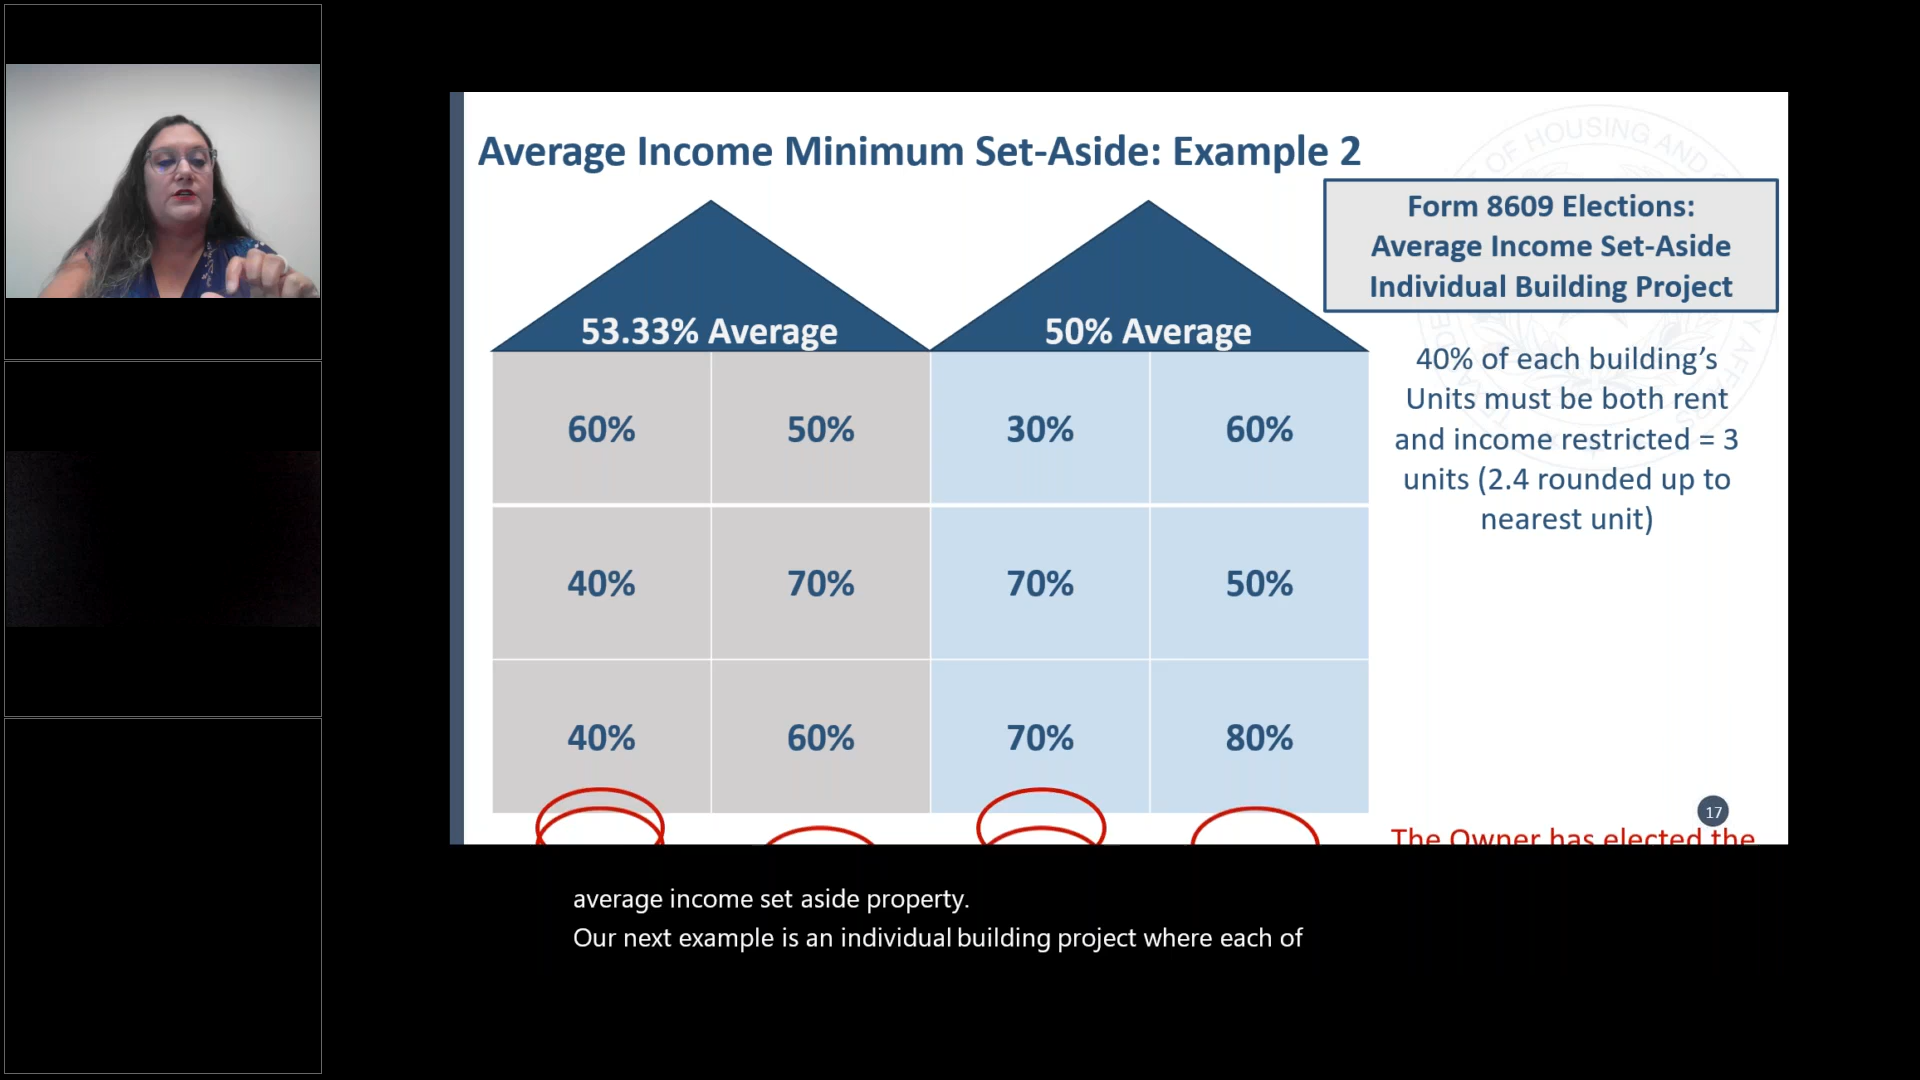 Average Income Minimum Set-Aside: Example 2
OF HOUSING AND
Form 8609 Elections:
Average Income Set-Aside
Individual Building Project
53.33% Average
50% Average
40% of each building’s
Units must be both rent
and income restricted = 3
units (2.4 rounded up to
nearest unit)
60% 50% 30% 60%
40% 70% 70% 50%
40% 60% 70% 80%
17
The Owner has elected the
average income set aside property.
Our next example is an individual building project where each of